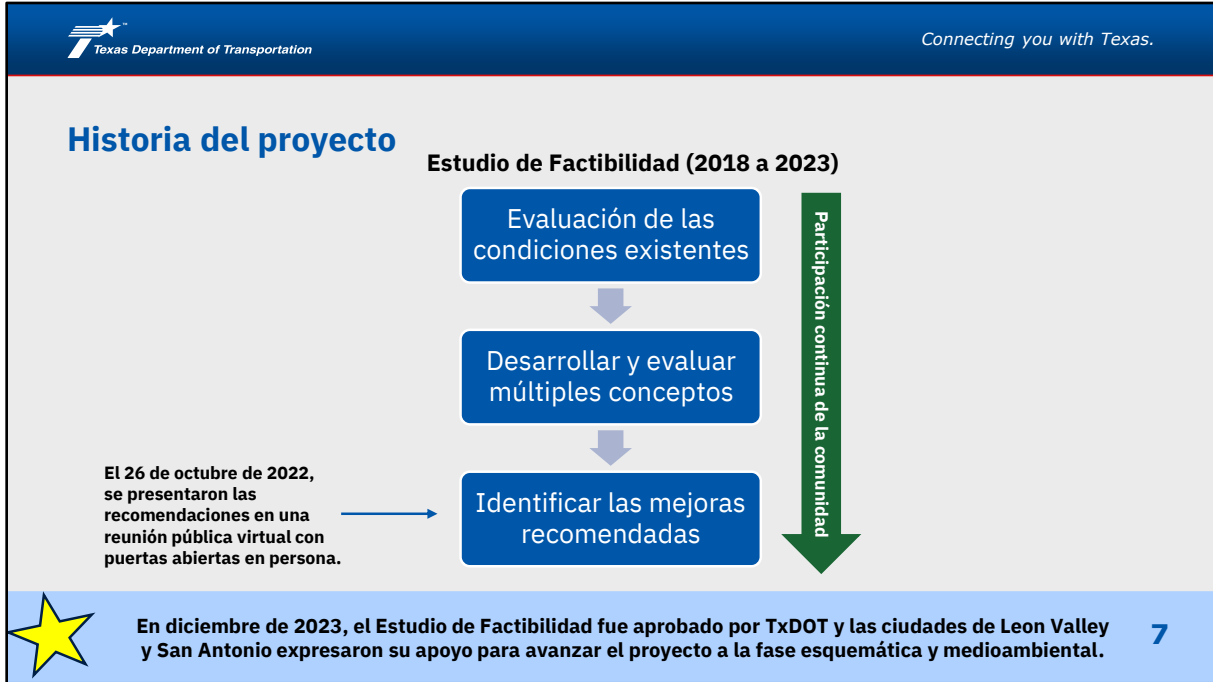 Texas Department of Transportation
Connecting you with Texas.
Historia del proyecto
Estudio de Factibilidad (2018 a 2023)
Evaluación de las
condiciones existentes
Desarrollar y evaluar
múltiples conceptos
Identificar las mejoras
recomendadas
Participación continua de la comunidad
El 26 de octubre de 2022,
se presentaron las
recomendaciones en una
reunión pública virtual con
puertas abiertas en persona.
En diciembre de 2023, el Estudio de Factibilidad fue aprobado por TxDOT y las ciudades de Leon Valley
y San Antonio expresaron su apoyo para avanzar el proyecto a la fase esquemática y medioambiental.
7